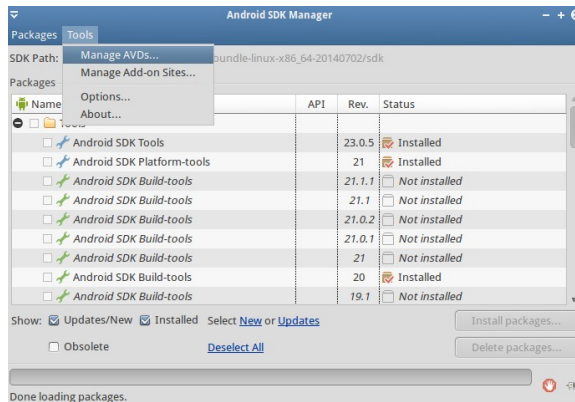 Android SDK Manager
Packages Tools
SDK Path: bundle-linux-x86_64-20140702/sdk
Manage AVDs...
Manage Add-on Sites...
Options...
About...
Packages
Name API Rev. Status
Android SDK Tools 23.0.5 Installed
Android SDK Platform-tools 21 Installed
Android SDK Build-tools 21.1.1 Not installed
Android SDK Build-tools 21.1 Not installed
Android SDK Build-tools 21.0.2 Not installed
Android SDK Build-tools 21.0.1 Not installed
Android SDK Build-tools 21 Not installed
Android SDK Build-tools 20 Installed
Android SDK Build-tools 19.1 Not installed
Show: Updates/New Installed Select New or Updates Install packages...
Obsolete Deselect All Delete packages...
Done loading packages.